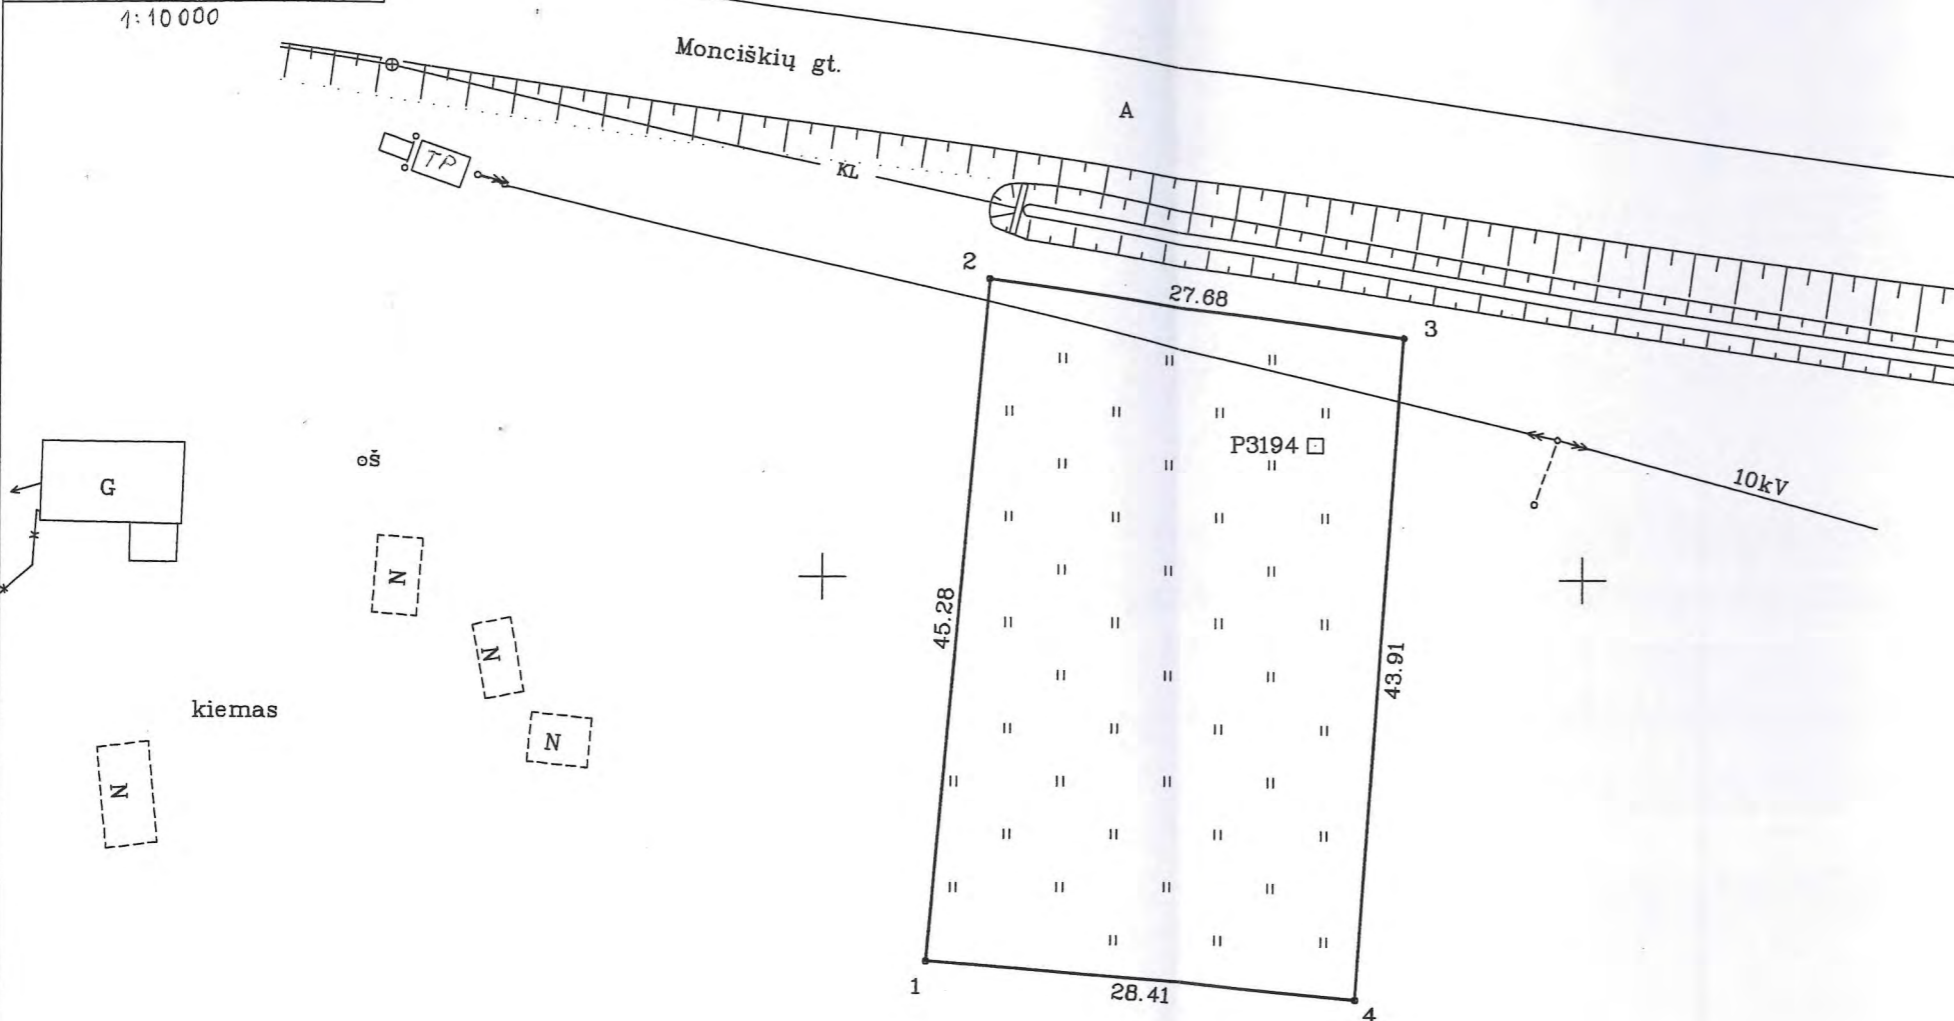 1:10 000
Monciškių gt.
A
TP
KL
2
27.68
3
P3194
10kV
G
š
N
N
N
N
kiemas
45.28
43.91
1
28.41
4